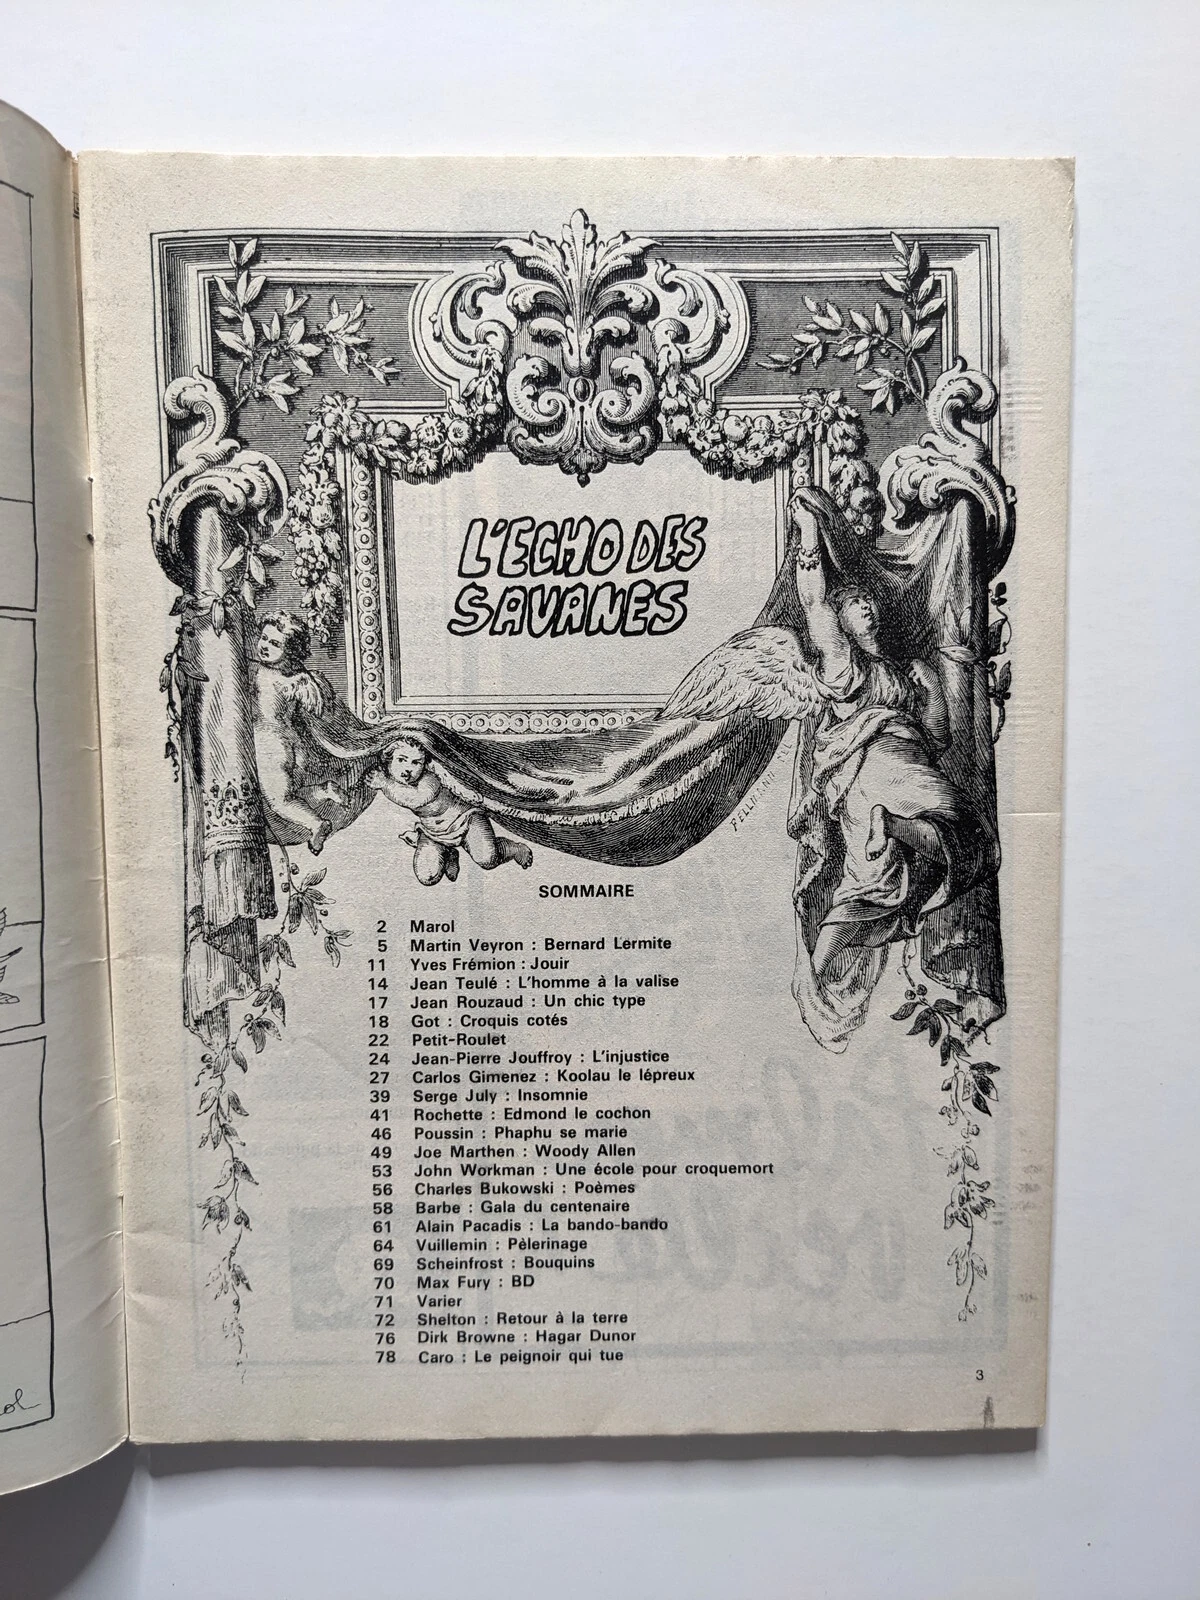 L'ECHO DES
SAVANES
PELLMANN
SOMMAIRE
2 Marol
5 Martin Veyron : Bernard Lermite
11 Yves Frémion : Jouir
14 Jean Teulé : L'homme à la valise
17 Jean Rouzaud : Un chic type
18 Got : Croquis cotés
22 Petit-Roulet
24 Jean-Pierre Jouffroy : L'injustice
27 Carlos Gimenez : Koolau le lépreux
39 Serge July : Insomnie
41 Rochette : Edmond le cochon
46 Poussin : Phaphu se marie
49 Joe Marthen : Woody Allen
53 John Workman : Une école pour croquemort
56 Charles Bukowski : Poèmes
58 Barbe : Gala du centenaire
61 Alain Pacadis : La bando-bando
64 Vuillemin : Pèlerinage
69 Scheinfrost : Bouquins
70 Max Fury : BD
71 Varier
72 Shelton : Retour à la terre
76 Dirk Browne : Hagar Dunor
78 Caro : Le peignoir qui tue
3